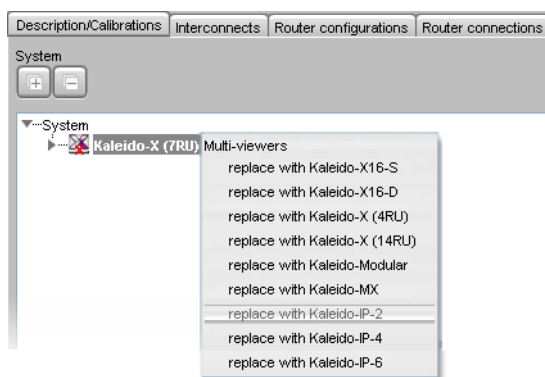 Description/Calibrations Interconnects Router configurations Router connections
System
System
Kaleido-X (7RU) Multi-viewers
replace with Kaleido-X16-S
replace with Kaleido-X16-D
replace with Kaleido-X (4RU)
replace with Kaleido-X (14RU)
replace with Kaleido-Modular
replace with Kaleido-MX
replace with Kaleido-IP-2
replace with Kaleido-IP-4
replace with Kaleido-IP-6